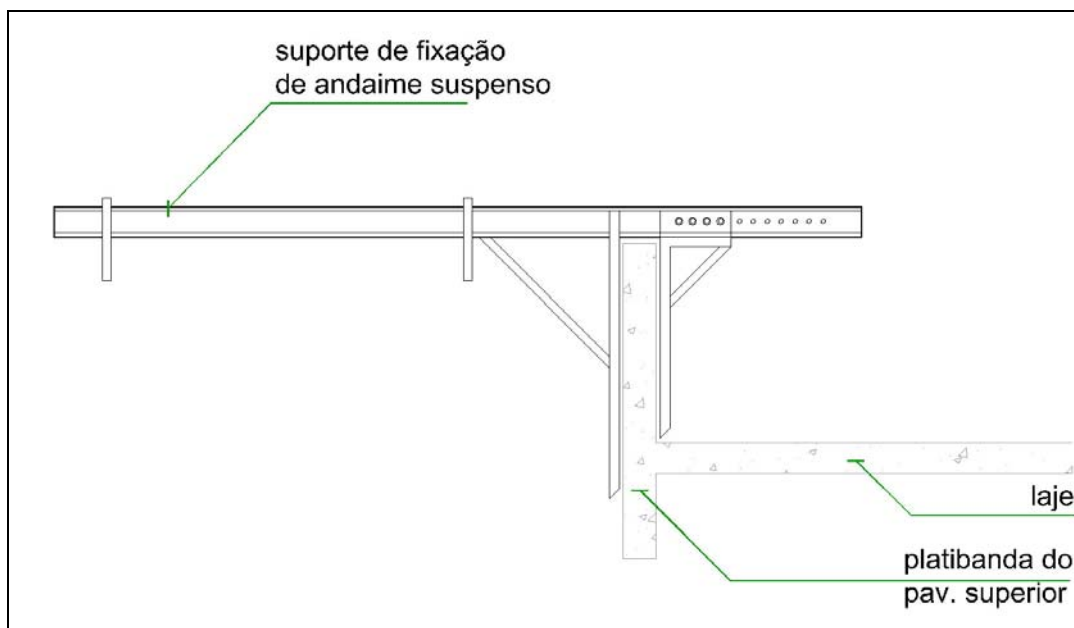 suporte de fixação
de andaime suspenso
laje
platibanda do
pav. superior